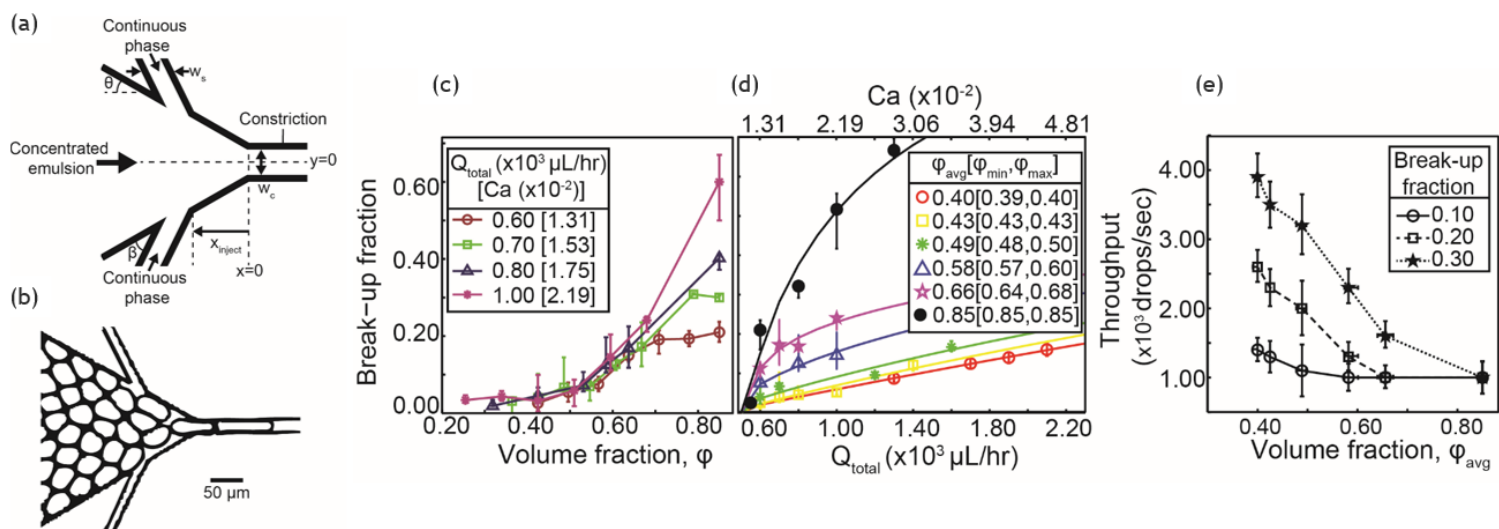 (a)
Continuous
phase
w_s
θ
Constriction
Concentrated
emulsion
y=0
w_c
x_inject
β
x=0
Continuous
phase
(b)
50 µm
(c)
Q_total (x10³ µL/hr)
[Ca (x10⁻²)]
0.60 [1.31]
0.70 [1.53]
0.80 [1.75]
1.00 [2.19]
Break-up fraction
0.60
0.40
0.20
0.00
0.20 0.40 0.60 0.80
Volume fraction, φ
(d)
Ca (x10⁻²)
1.31 2.19 3.06 3.94 4.81
φ_avg[φ_min,φ_max]
0.40[0.39,0.40]
0.43[0.43,0.43]
0.49[0.48,0.50]
0.58[0.57,0.60]
0.66[0.64,0.68]
0.85[0.85,0.85]
0.60 1.00 1.40 1.80 2.20
Q_total (x10³ µL/hr)
(e)
Break-up
fraction
0.10
0.20
0.30
Throughput
(x10³ drops/sec)
4.00
3.00
2.00
1.00
0.40 0.60 0.80
Volume fraction, φ_avg